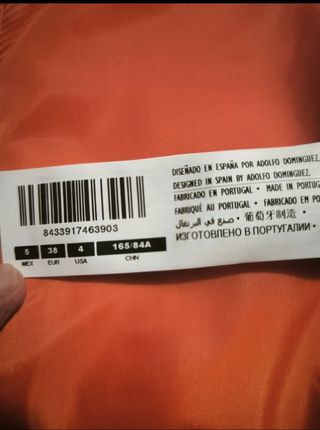 DISEÑADO EN ESPAÑA POR ADOLFO DOMINGUEZ.
DESIGNED IN SPAIN BY ADOLFO DOMINGUEZ.
FABRICADO EN PORTUGAL • MADE IN PORTUGAL
FABRIQUÉ AU PORTUGAL • FABRICADO EM PO
صنع في البرتغال • 葡萄牙制造 •
ИЗГОТОВЛЕНО В ПОРТУГАЛИИ •
8433917463903
5 38 4 165/84A
MEX EUR USA CHN